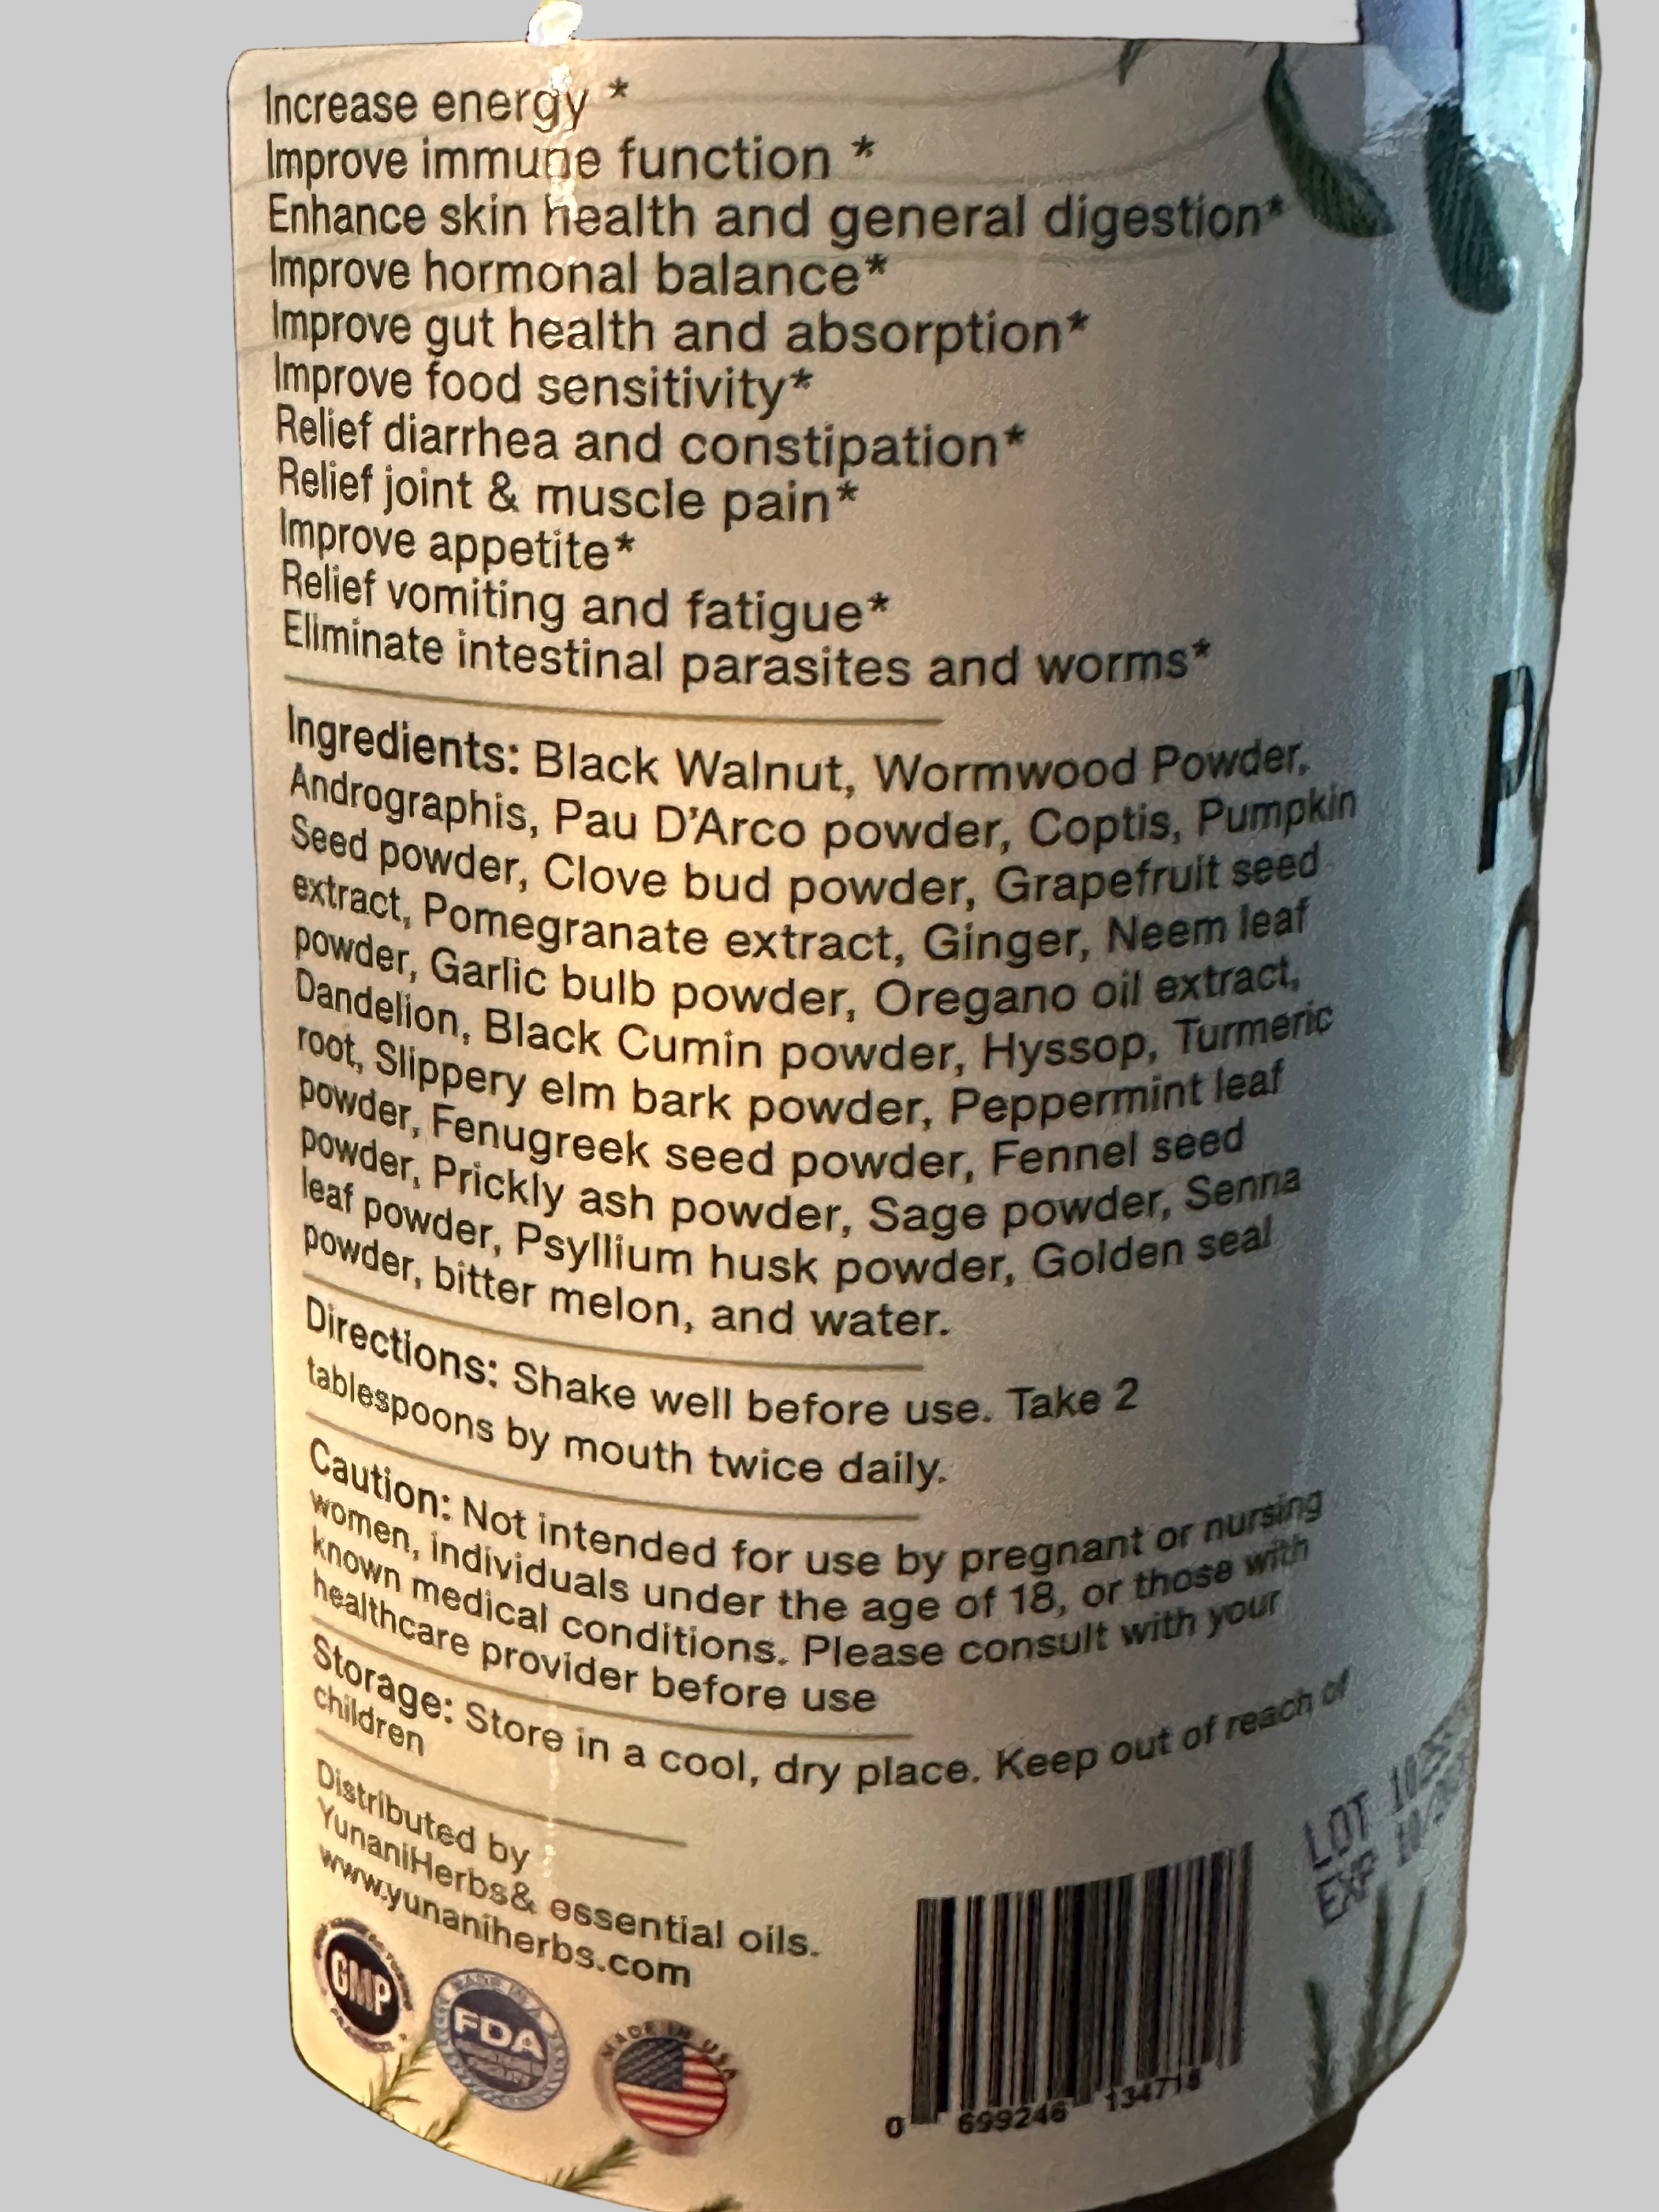 Increase energy *
Improve immune function *
Enhance skin health and general digestion*
Improve hormonal balance*
Improve gut health and absorption*
Improve food sensitivity*
Relief diarrhea and constipation*
Relief joint & muscle pain*
Improve appetite*
Relief vomiting and fatigue*
Eliminate intestinal parasites and worms*
Ingredients: Black Walnut, Wormwood Powder,
Andrographis, Pau D'Arco powder, Coptis, Pumpkin
Seed powder, Clove bud powder, Grapefruit seed
extract, Pomegranate extract, Ginger, Neem leaf
powder, Garlic bulb powder, Oregano oil extract,
Dandelion, Black Cumin powder, Hyssop, Turmeric
root, Slippery elm bark powder, Peppermint leaf
powder, Fenugreek seed powder, Fennel seed
powder, Prickly ash powder, Sage powder, Senna
leaf powder, Psyllium husk powder, Golden seal
powder, bitter melon, and water.
Directions: Shake well before use. Take 2
tablespoons by mouth twice daily.
Caution: Not intended for use by pregnant or nursing
women, individuals under the age of 18, or those with
known medical conditions. Please consult with your
healthcare provider before use
Storage: Store in a cool, dry place. Keep out of reach of
children
Distributed by
YunaniHerbs& essential oils.
www.yunaniherbs.com
GMP
MADE IN A
FDA
MADE IN USA
0 699246 134715
LOT
EXP